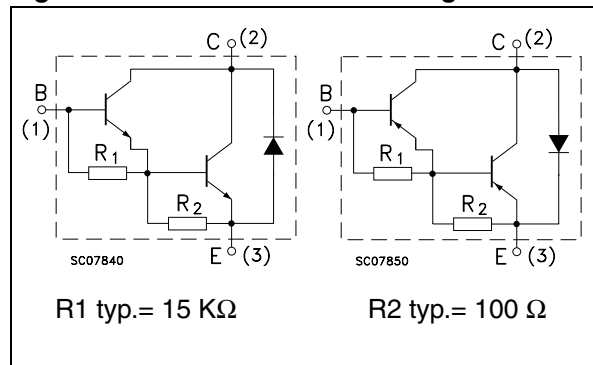 C (2)
C (2)
B
(1)
B
(1)
R1
R1
R2
R2
E (3)
E (3)
SC07840
SC07850
R1 typ.= 15 KΩ
R2 typ.= 100 Ω